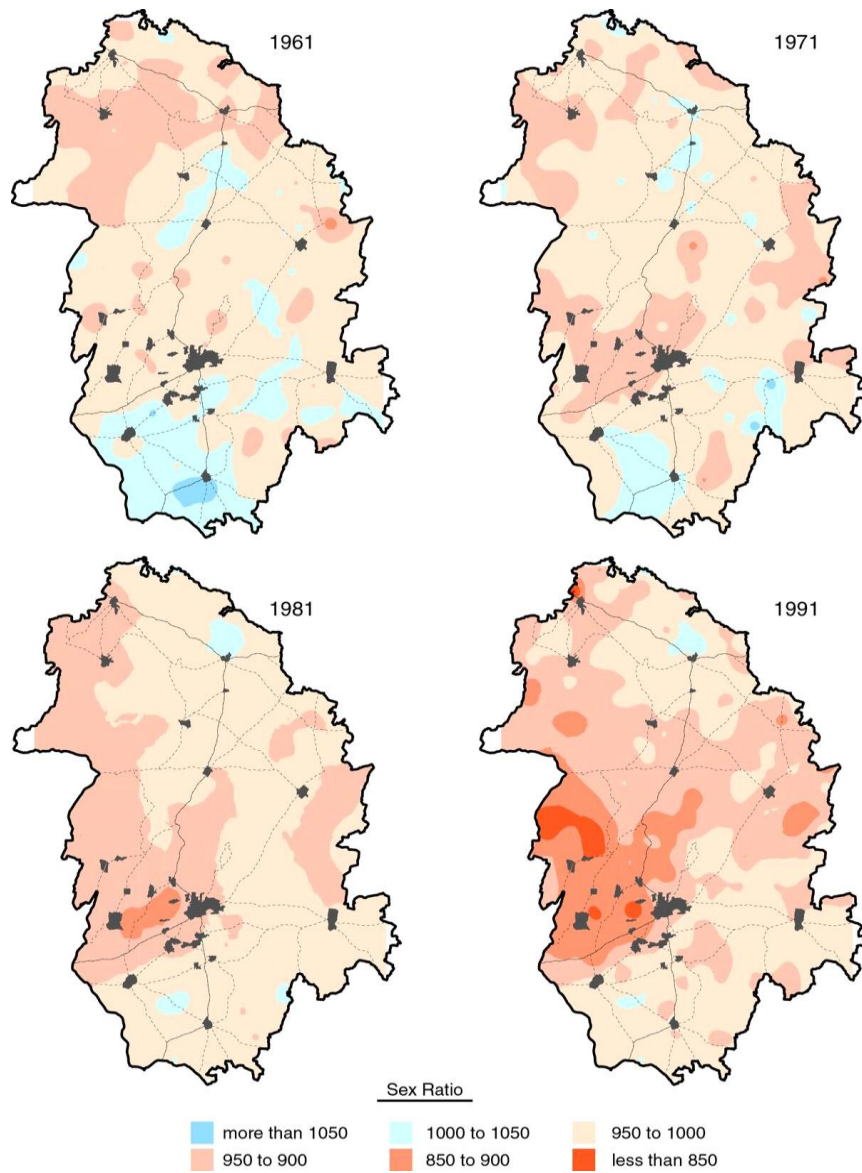 1961
1971
1981
1991
Sex Ratio
more than 1050
1000 to 1050
950 to 1000
950 to 900
850 to 900
less than 850